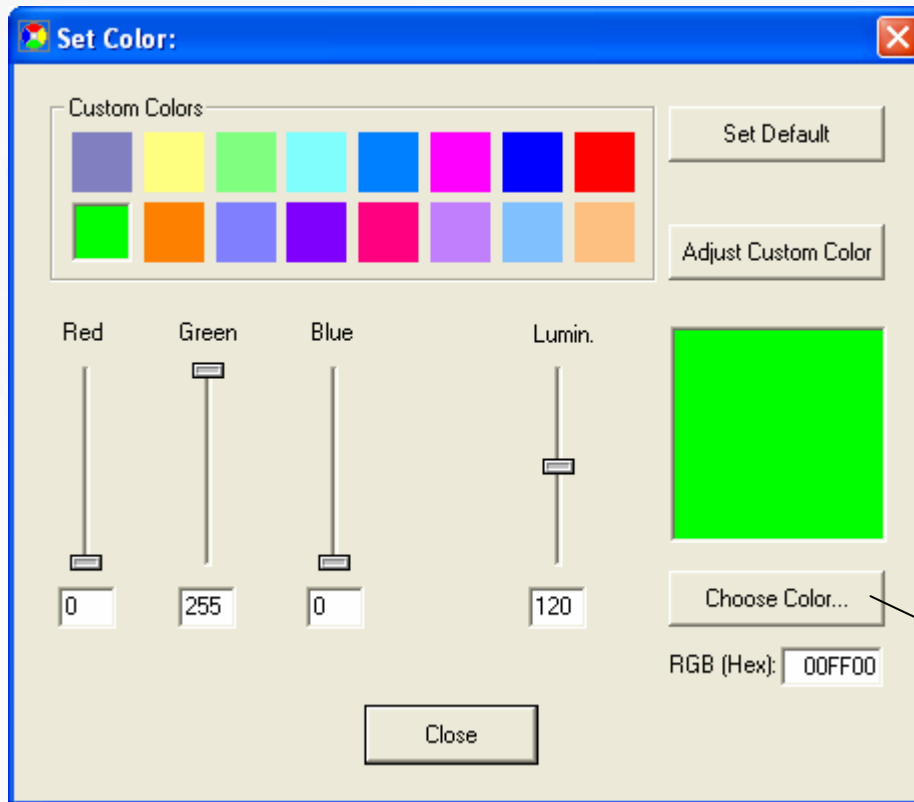 Set Color:
Custom Colors
Set Default
Adjust Custom Color
Red Green Blue Lumin.
0 255 0 120
Choose Color...
RGB (Hex): 00FF00
Close